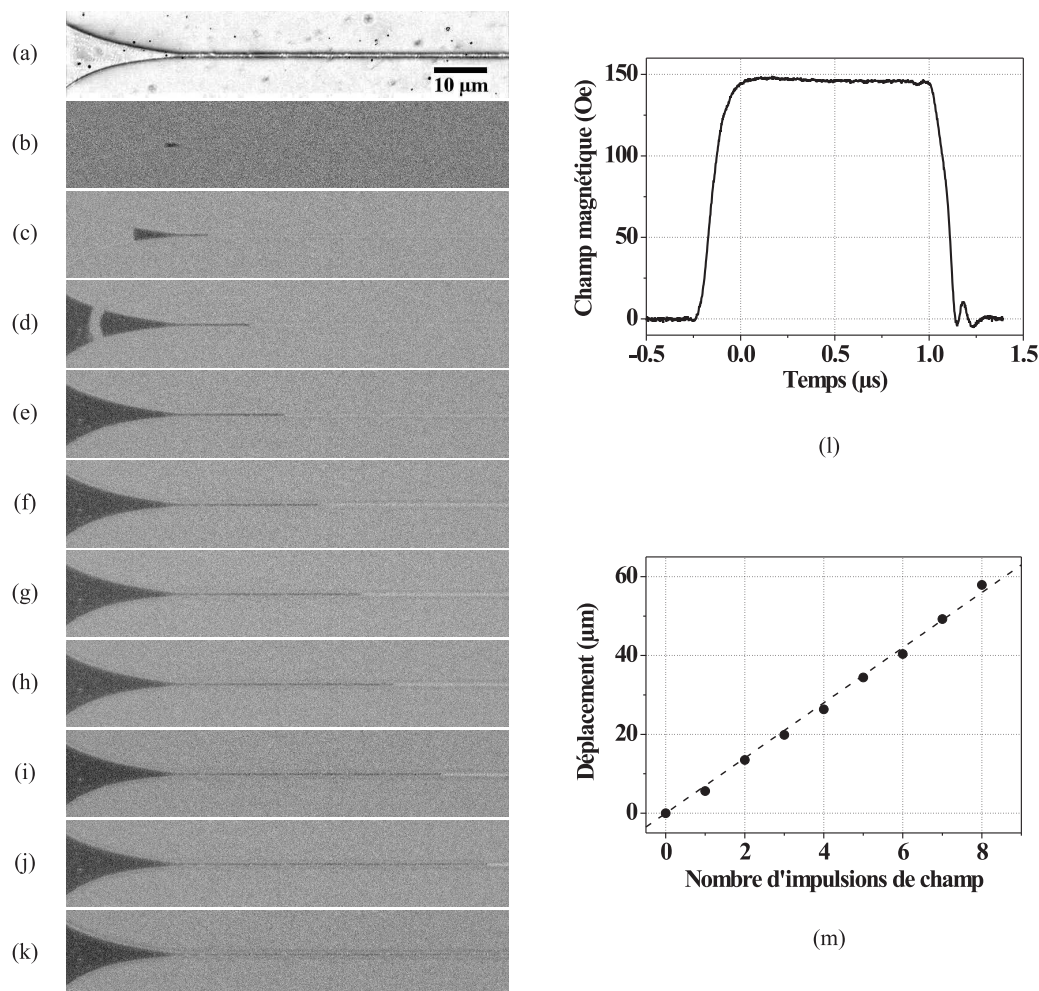 (a)
10 μm
(b)
(c)
(d)
(e)
(f)
(g)
(h)
(i)
(j)
(k)
Champ magnétique (Oe)
150
100
50
0
-0.5 0.0 0.5 1.0 1.5
Temps (μs)
(l)
Déplacement (μm)
60
40
20
0
0 2 4 6 8
Nombre d'impulsions de champ
(m)